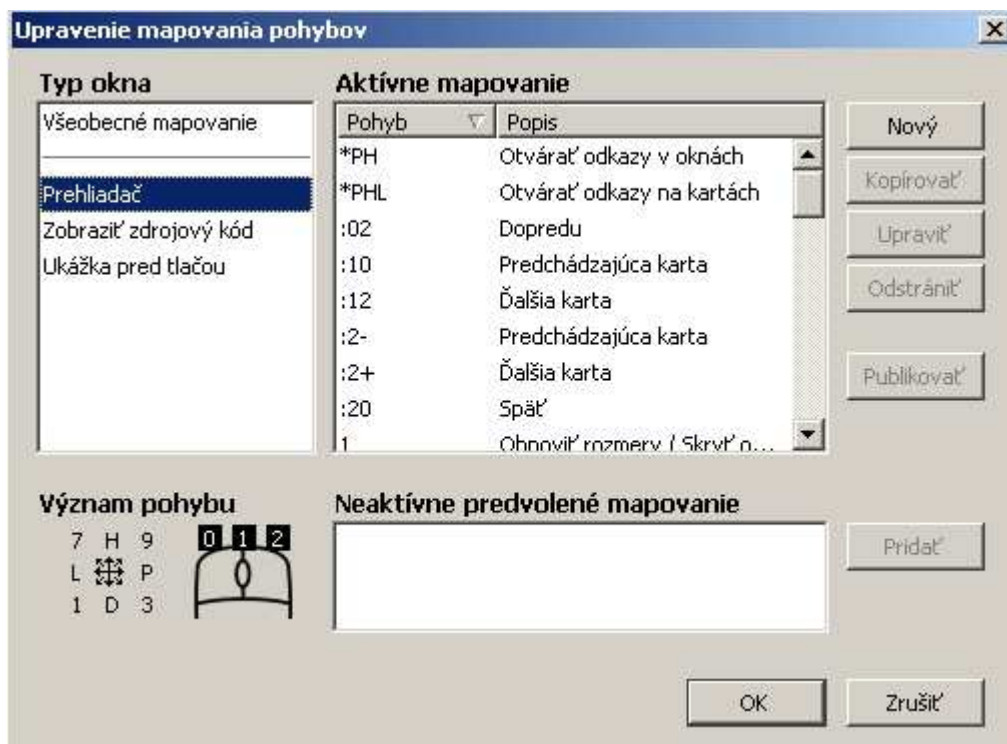 Upravenie mapovania pohybov
Typ okna
Všeobecné mapovanie
Prehliadač
Zobraziť zdrojový kód
Ukážka pred tlačou
Aktívne mapovanie
Pohyb Popis
*PH Otvárať odkazy v oknách
*PHL Otvárať odkazy na kartách
:02 Dopredu
:10 Predchádzajúca karta
:12 Ďalšia karta
:2- Predchádzajúca karta
:2+ Ďalšia karta
:20 Späť
1 Obnoviť rozmery / Skryť o...
Nový
Kopírovať
Upraviť
Odstrániť
Publikovať
Význam pohybu
7 H 9
L P
1 D 3
0 1 2
Neaktívne predvolené mapovanie
Pridať
OK
Zrušiť